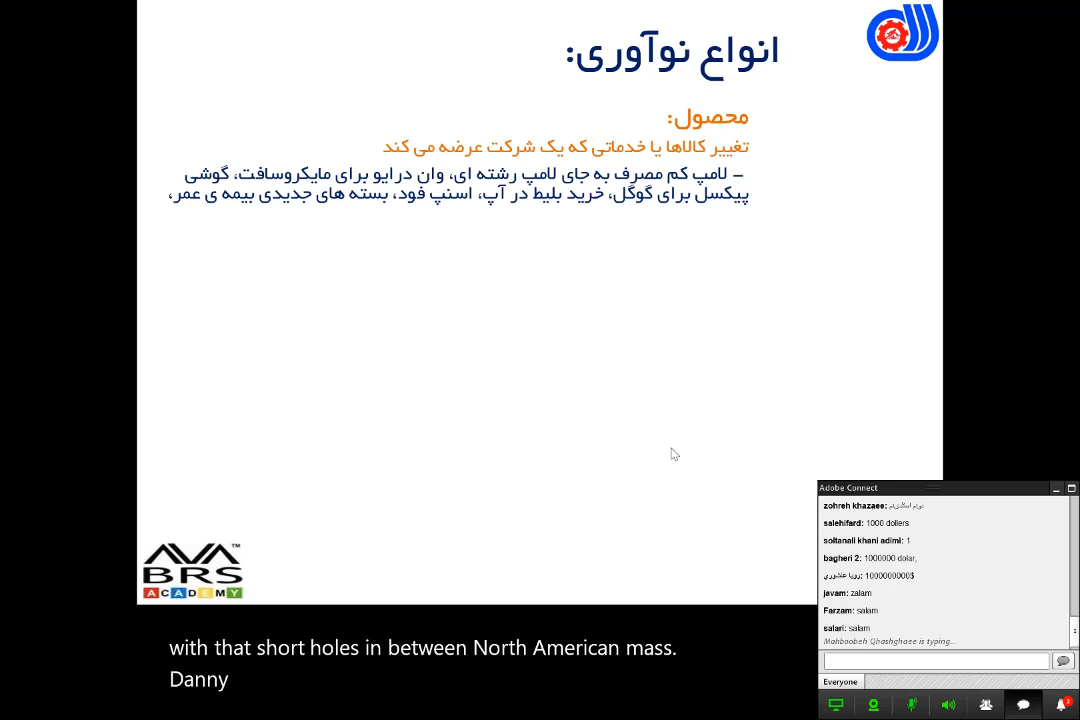 انواع نوآوری:
محصول:
تغییر کالاها یا خدماتی که یک شرکت عرضه می کند
- لامپ کم مصرف به جای لامپ رشته ای، وان درایو برای مایکروسافت، گوشی
پیکسل برای گوگل، خرید بلیط در آپ، اسنپ فود، بسته های جدیدی بیمه ی عمر،
AVA™
BRS
ACADEMY
with that short holes in between North American mass.
Danny
Adobe Connect
zohreh khazaee:
salehifard: 1000 dollers
soltanali khani adimi: 1
bagheri 2: 1000000 dolar,
رويا عاشوري: 1000000000$
javam: zalam
Farzam: salam
salari: salam
Mahboobeh Qhashghaee is typing...
Everyone
2